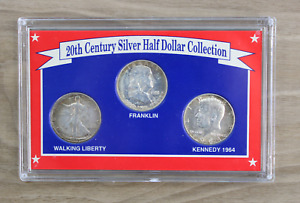 20th Century Silver Half Dollar Collection
FRANKLIN
WALKING LIBERTY
KENNEDY 1964